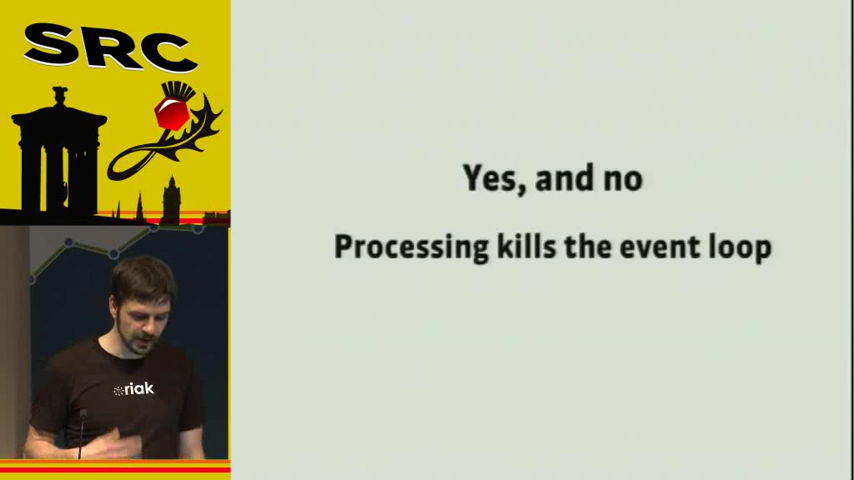 SRC
Yes, and no
Processing kills the event loop
riak